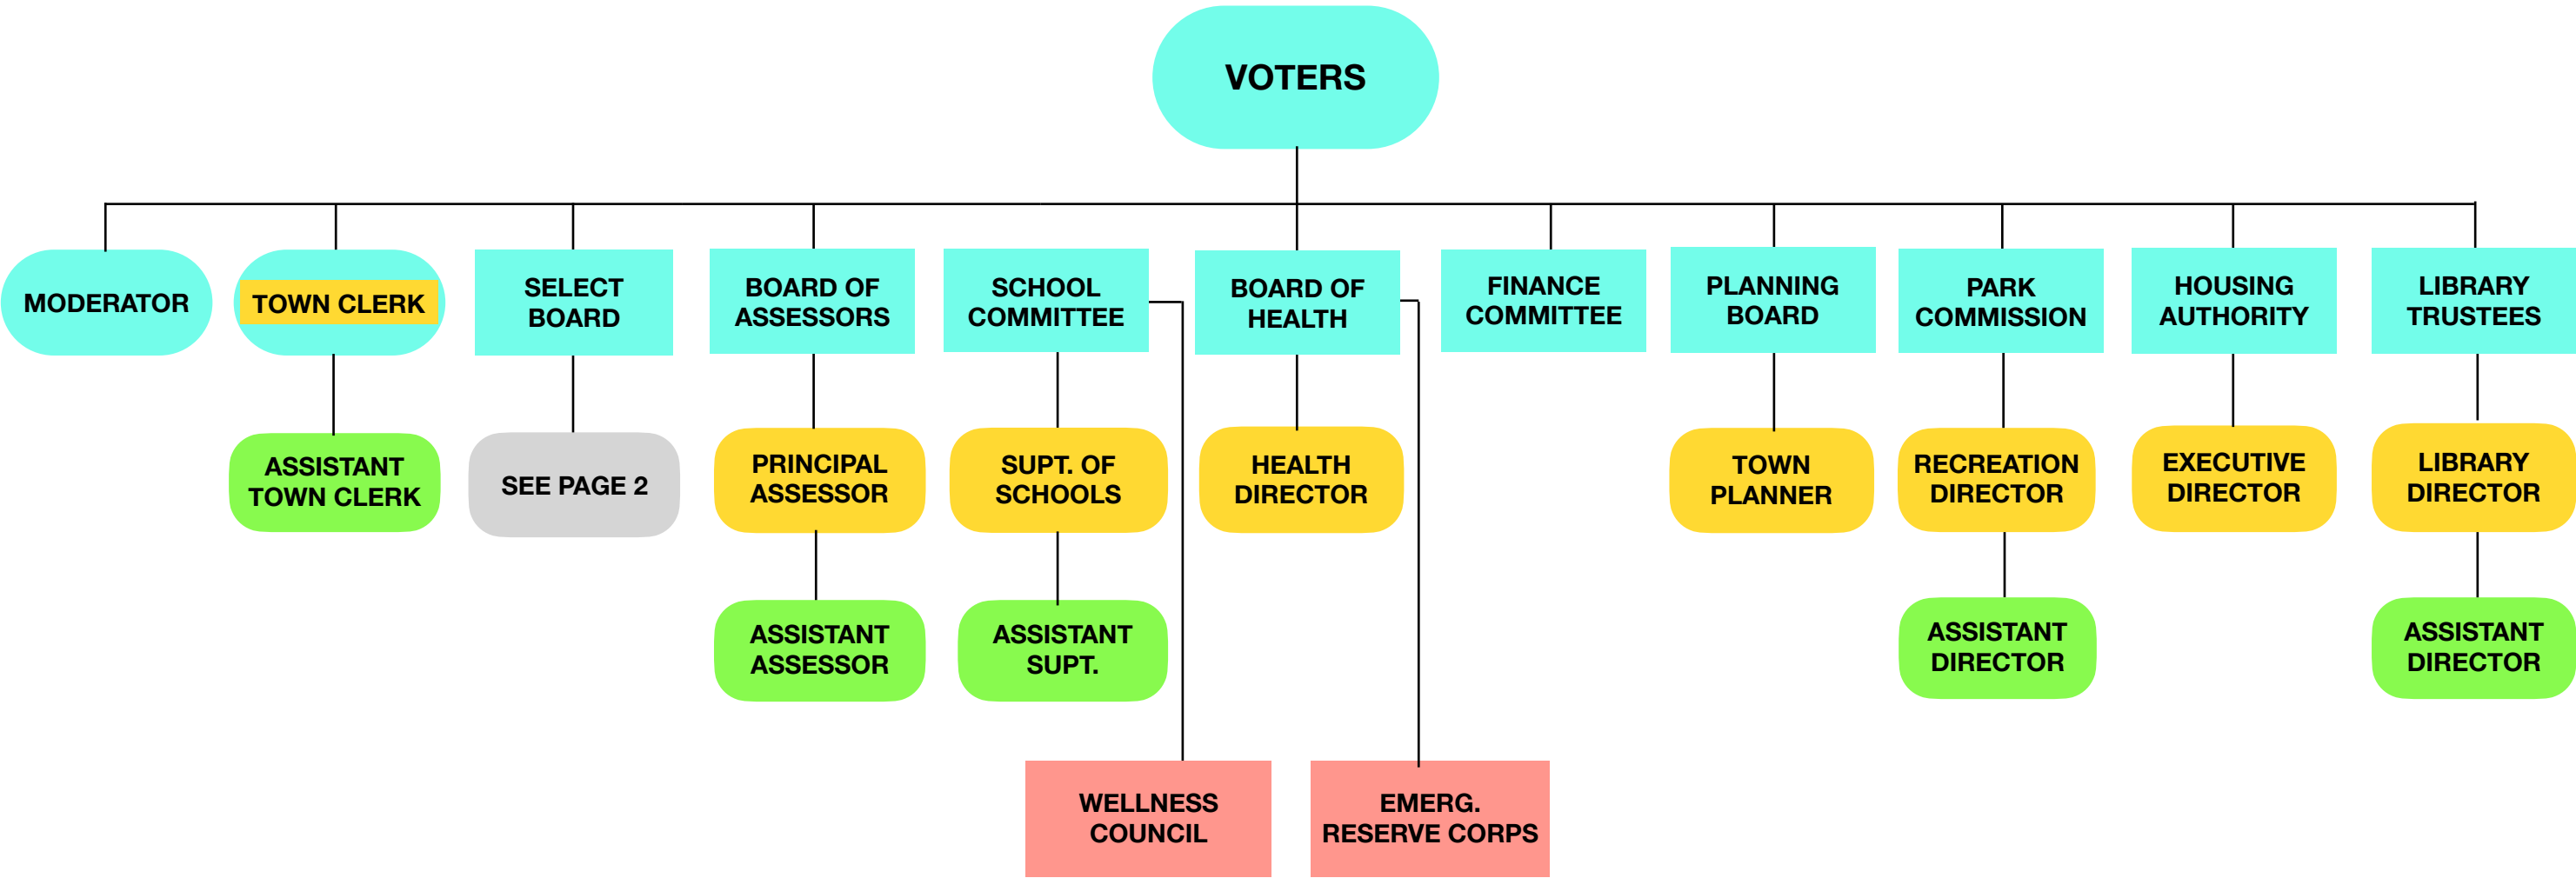 VOTERS
MODERATOR
TOWN CLERK
SELECT
BOARD
BOARD OF
ASSESSORS
SCHOOL
COMMITTEE
BOARD OF
HEALTH
FINANCE
COMMITTEE
PLANNING
BOARD
PARK
COMMISSION
HOUSING
AUTHORITY
LIBRARY
TRUSTEES
ASSISTANT
TOWN CLERK
SEE PAGE 2
PRINCIPAL
ASSESSOR
SUPT. OF
SCHOOLS
HEALTH
DIRECTOR
TOWN
PLANNER
RECREATION
DIRECTOR
EXECUTIVE
DIRECTOR
LIBRARY
DIRECTOR
ASSISTANT
ASSESSOR
ASSISTANT
SUPT.
ASSISTANT
DIRECTOR
ASSISTANT
DIRECTOR
WELLNESS
COUNCIL
EMERG.
RESERVE CORPS